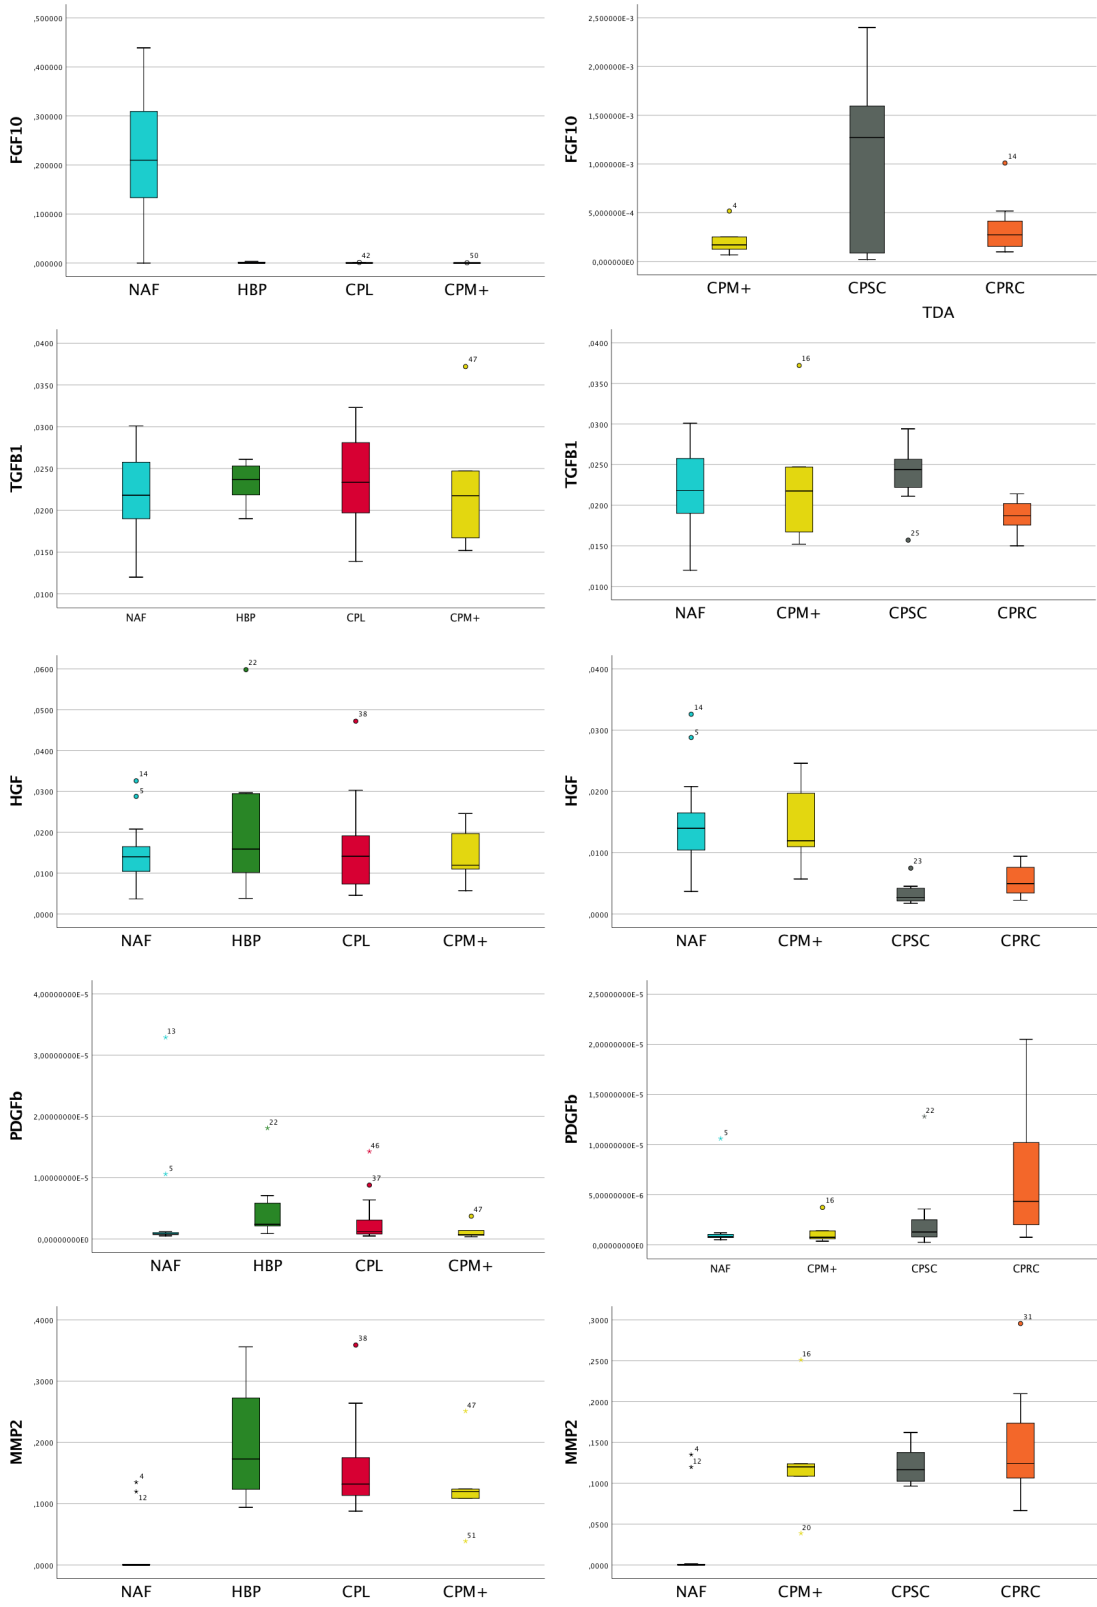 FGF10
,500000
,400000
,300000
,200000
,100000
,000000
42
50
NAF HBP CPL CPM+
FGF10
2,500000E-3
2,000000E-3
1,500000E-3
1,000000E-3
5,000000E-4
0,000000E0
4
14
CPM+ CPSC CPRC
TDA
TGFB1
,0400
,0350
,0300
,0250
,0200
,0150
,0100
47
NAF HBP CPL CPM+
TGFB1
,0400
,0350
,0300
,0250
,0200
,0150
,0100
16
25
NAF CPM+ CPSC CPRC
HGF
,0600
,0500
,0400
,0300
,0200
,0100
,0000
14
5
22
38
NAF HBP CPL CPM+
HGF
,0400
,0300
,0200
,0100
,0000
14
5
23
NAF CPM+ CPSC CPRC
PDGFb
4,00000000E-5
3,00000000E-5
2,00000000E-5
1,00000000E-5
0,00000000E0
13
5
22
46
37
47
NAF HBP CPL CPM+
PDGFb
2,50000000E-5
2,00000000E-5
1,50000000E-5
1,00000000E-5
5,00000000E-6
0,00000000E0
5
16
22
NAF CPM+ CPSC CPRC
MMP2
,4000
,3000
,2000
,1000
,0000
4
12
38
47
51
NAF HBP CPL CPM+
MMP2
,3000
,2500
,2000
,1500
,1000
,0500
,0000
4
12
16
20
31
NAF CPM+ CPSC CPRC